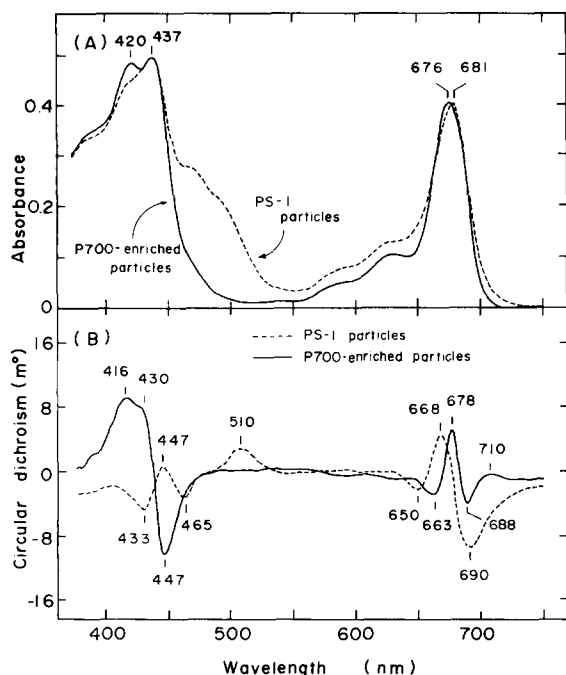 (A)
420
437
676
681
0.4
0.2
0
Absorbance
PS-1
particles
P700-enriched
particles
(B)
PS-1 particles
P700-enriched particles
16
8
0
-8
-16
Circular dichroism (m°)
416
430
447
510
668
678
710
433
465
447
650
663
688
690
400
500
600
700
Wavelength (nm)